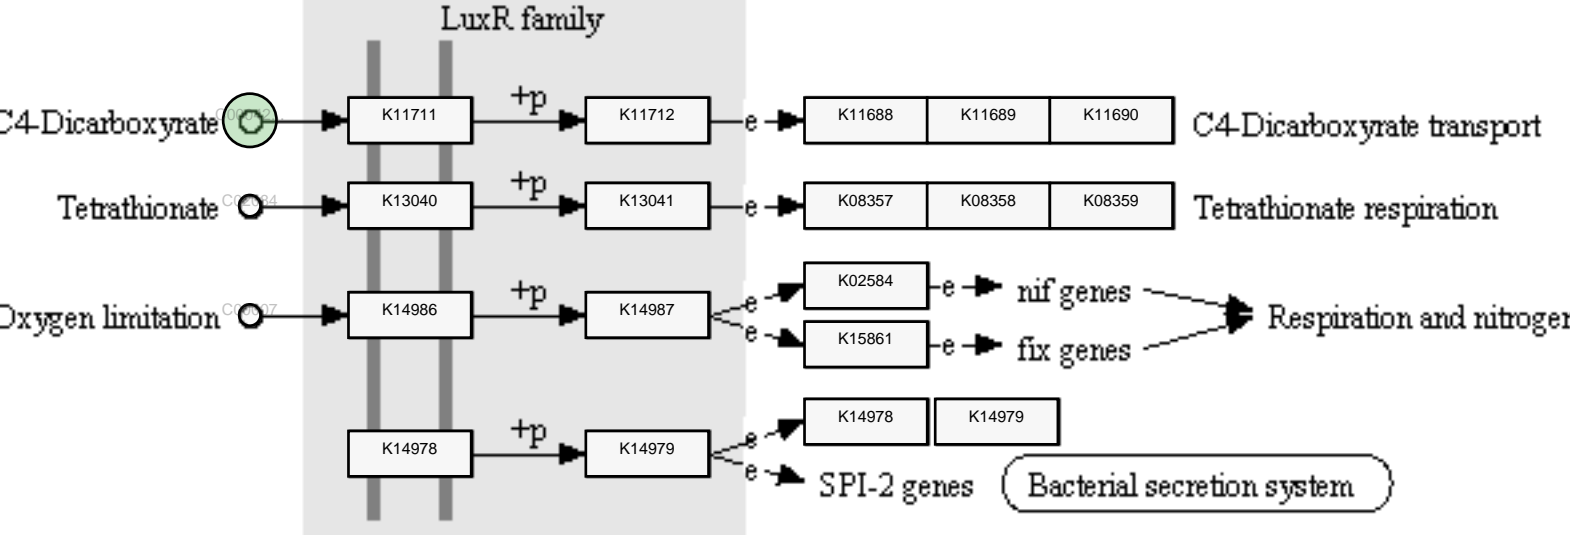 LuxR family
C4-Dicarboxyrate K11711 +p K11712 e K11688 K11689 K11690 C4-Dicarboxyrate transport
Tetrathionate K13040 +p K13041 e K08357 K08358 K08359 Tetrathionate respiration
Oxygen limitation K14986 +p K14987 e K02584 e nif genes
e K15861 e fix genes
Respiration and nitrogen
K14978 +p K14979 e K14978 K14979
e SPI-2 genes Bacterial secretion system